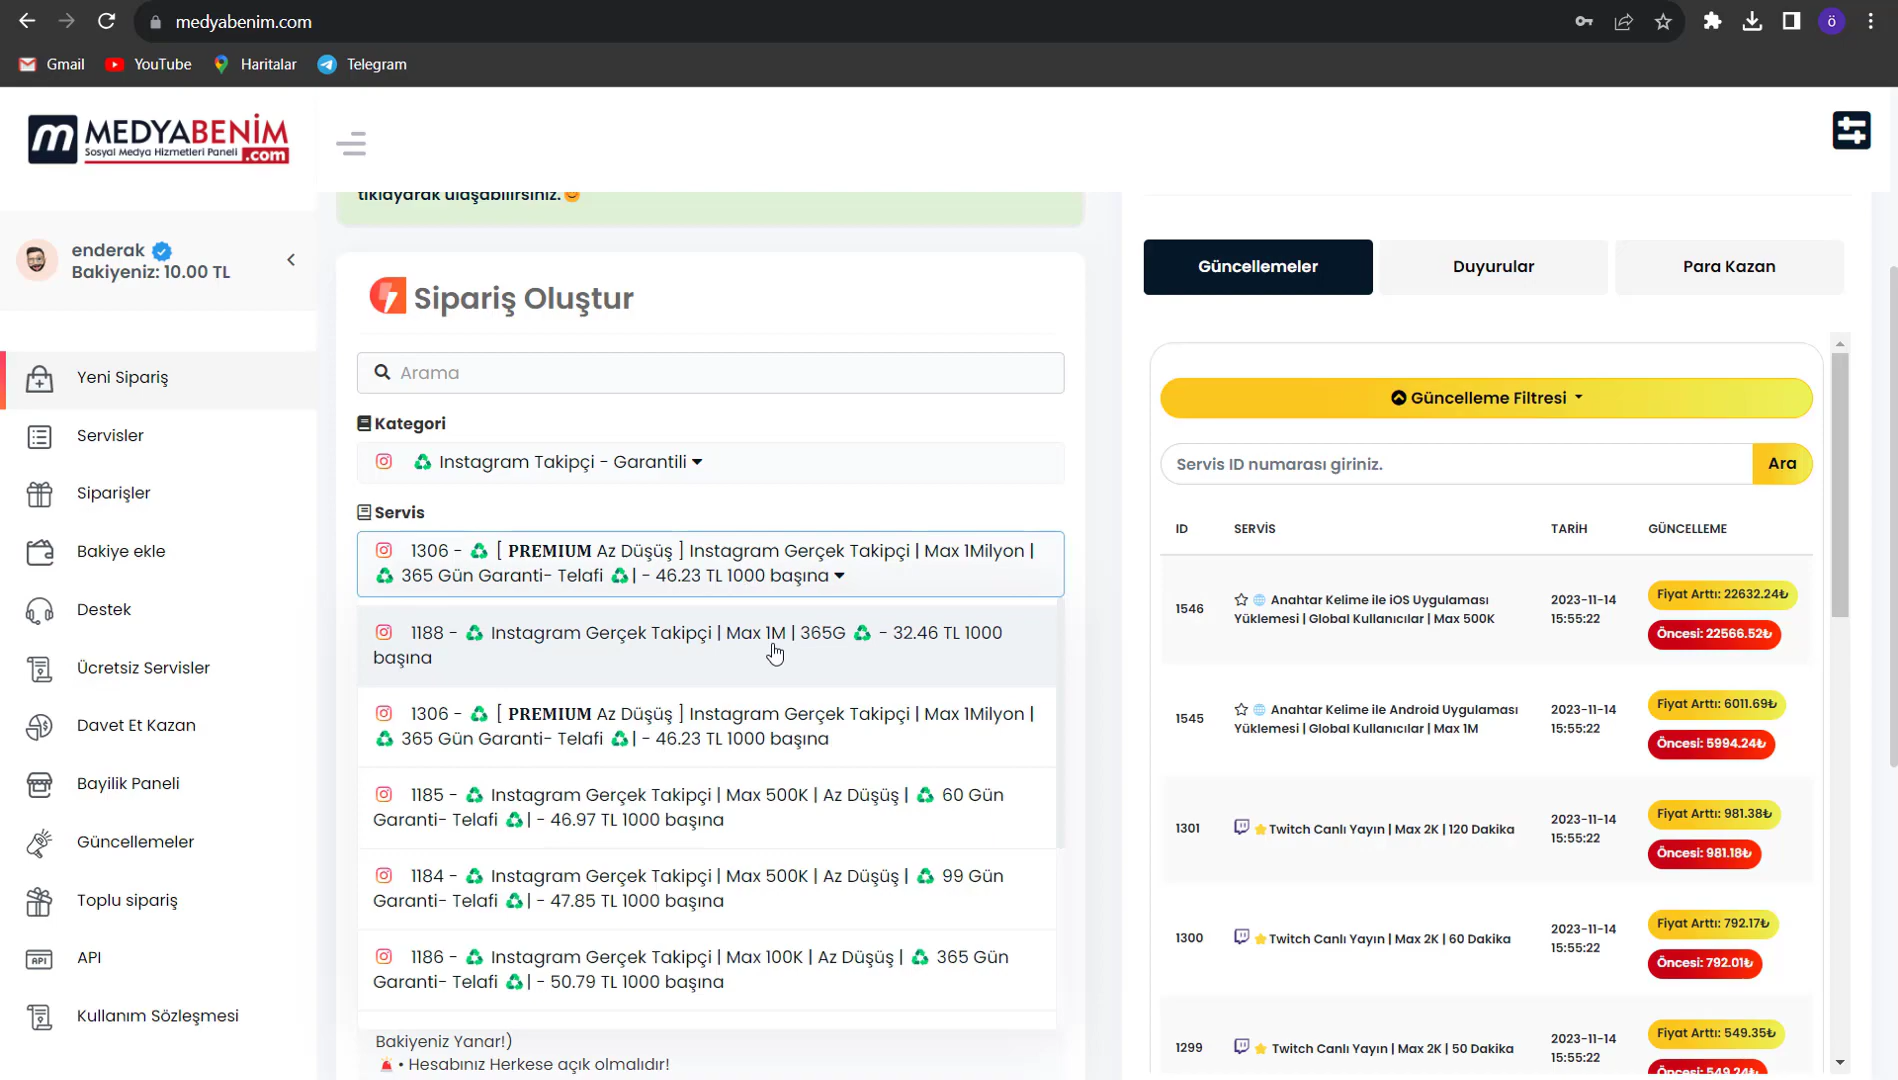 medyabenim.com
ö
Gmail
YouTube
Haritalar
Telegram
m MEDYABENİM
Sosyal Medya Hizmetleri Paneli .com
enderak
Bakiyeniz: 10.00 TL
Yeni Sipariş
Servisler
Siparişler
Bakiye ekle
Destek
Ücretsiz Servisler
Davet Et Kazan
Bayilik Paneli
Güncellemeler
Toplu sipariş
API
API
Kullanım Sözleşmesi
tıklayarak ulaşabilirsiniz.
Sipariş Oluştur
Arama
Kategori
Instagram Takipçi - Garantili
Servis
1306 - ♻️ [ 𝐏𝐑𝐄𝐌𝐈𝐔𝐌 Az Düşüş ] Instagram Gerçek Takipçi | Max 1Milyon |
♻️ 365 Gün Garanti- Telafi ♻️| - 46.23 TL 1000 başına
1188 - ♻️ Instagram Gerçek Takipçi | Max 1M | 365G ♻️ - 32.46 TL 1000
başına
1306 - ♻️ [ 𝐏𝐑𝐄𝐌𝐈𝐔𝐌 Az Düşüş ] Instagram Gerçek Takipçi | Max 1Milyon |
♻️ 365 Gün Garanti- Telafi ♻️| - 46.23 TL 1000 başına
1185 - ♻️ Instagram Gerçek Takipçi | Max 500K | Az Düşüş | ♻️ 60 Gün
Garanti- Telafi ♻️| - 46.97 TL 1000 başına
1184 - ♻️ Instagram Gerçek Takipçi | Max 500K | Az Düşüş | ♻️ 99 Gün
Garanti- Telafi ♻️| - 47.85 TL 1000 başına
1186 - ♻️ Instagram Gerçek Takipçi | Max 100K | Az Düşüş | ♻️ 365 Gün
Garanti- Telafi ♻️| - 50.79 TL 1000 başına
Bakiyeniz Yanar!)
🚨 • Hesabınız Herkese açık olmalıdır!
Güncellemeler
Duyurular
Para Kazan
Güncelleme Filtresi
Servis ID numarası giriniz.
Ara
ID SERVİS TARİH GÜNCELLEME
1546
Anahtar Kelime ile iOS Uygulaması
Yüklemesi | Global Kullanıcılar | Max 500K
2023-11-14
15:55:22
Fiyat Arttı: 22632.24₺
Öncesi: 22566.52₺
1545
Anahtar Kelime ile Android Uygulaması
Yüklemesi | Global Kullanıcılar | Max 1M
2023-11-14
15:55:22
Fiyat Arttı: 6011.69₺
Öncesi: 5994.24₺
1301
Twitch Canlı Yayın | Max 2K | 120 Dakika
2023-11-14
15:55:22
Fiyat Arttı: 981.38₺
Öncesi: 981.18₺
1300
Twitch Canlı Yayın | Max 2K | 60 Dakika
2023-11-14
15:55:22
Fiyat Arttı: 792.17₺
Öncesi: 792.01₺
1299
Twitch Canlı Yayın | Max 2K | 50 Dakika
2023-11-14
15:55:22
Fiyat Arttı: 549.35₺
Öncesi: 549.24₺